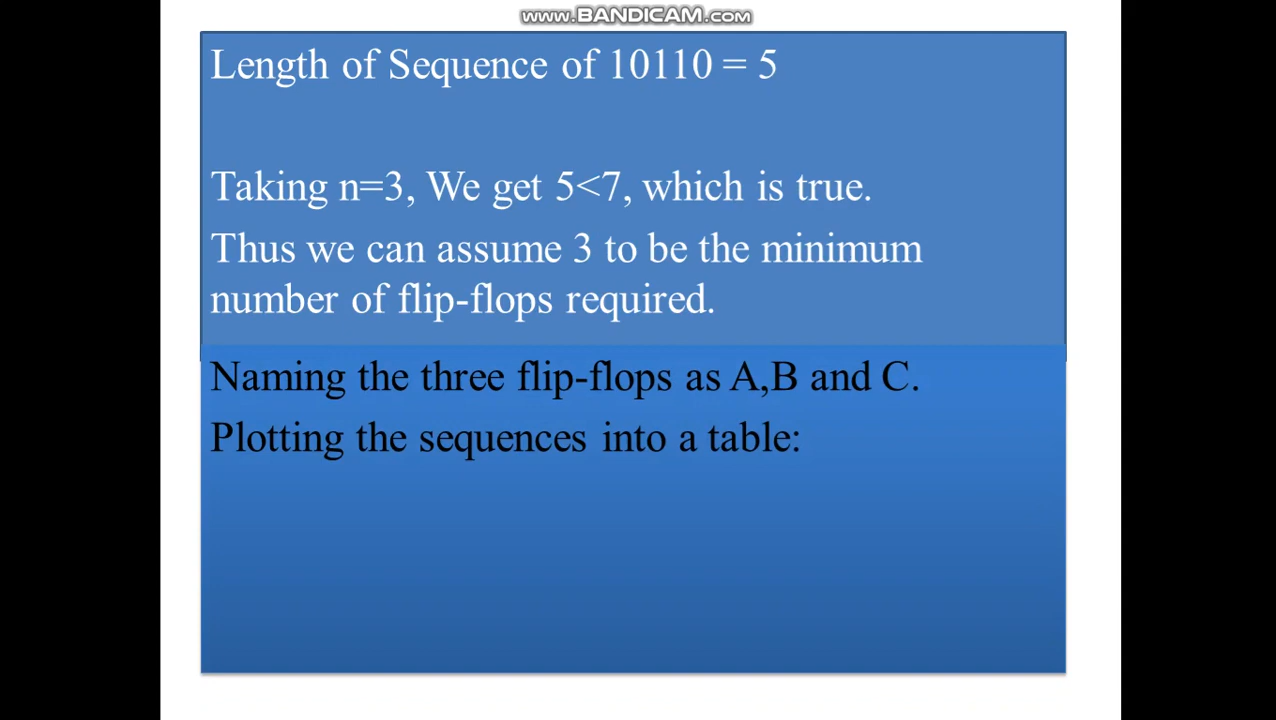 www.BANDICAM.com
Length of Sequence of 10110 = 5
Taking n=3, We get 5<7, which is true.
Thus we can assume 3 to be the minimum
number of flip-flops required.
Naming the three flip-flops as A,B and C.
Plotting the sequences into a table: